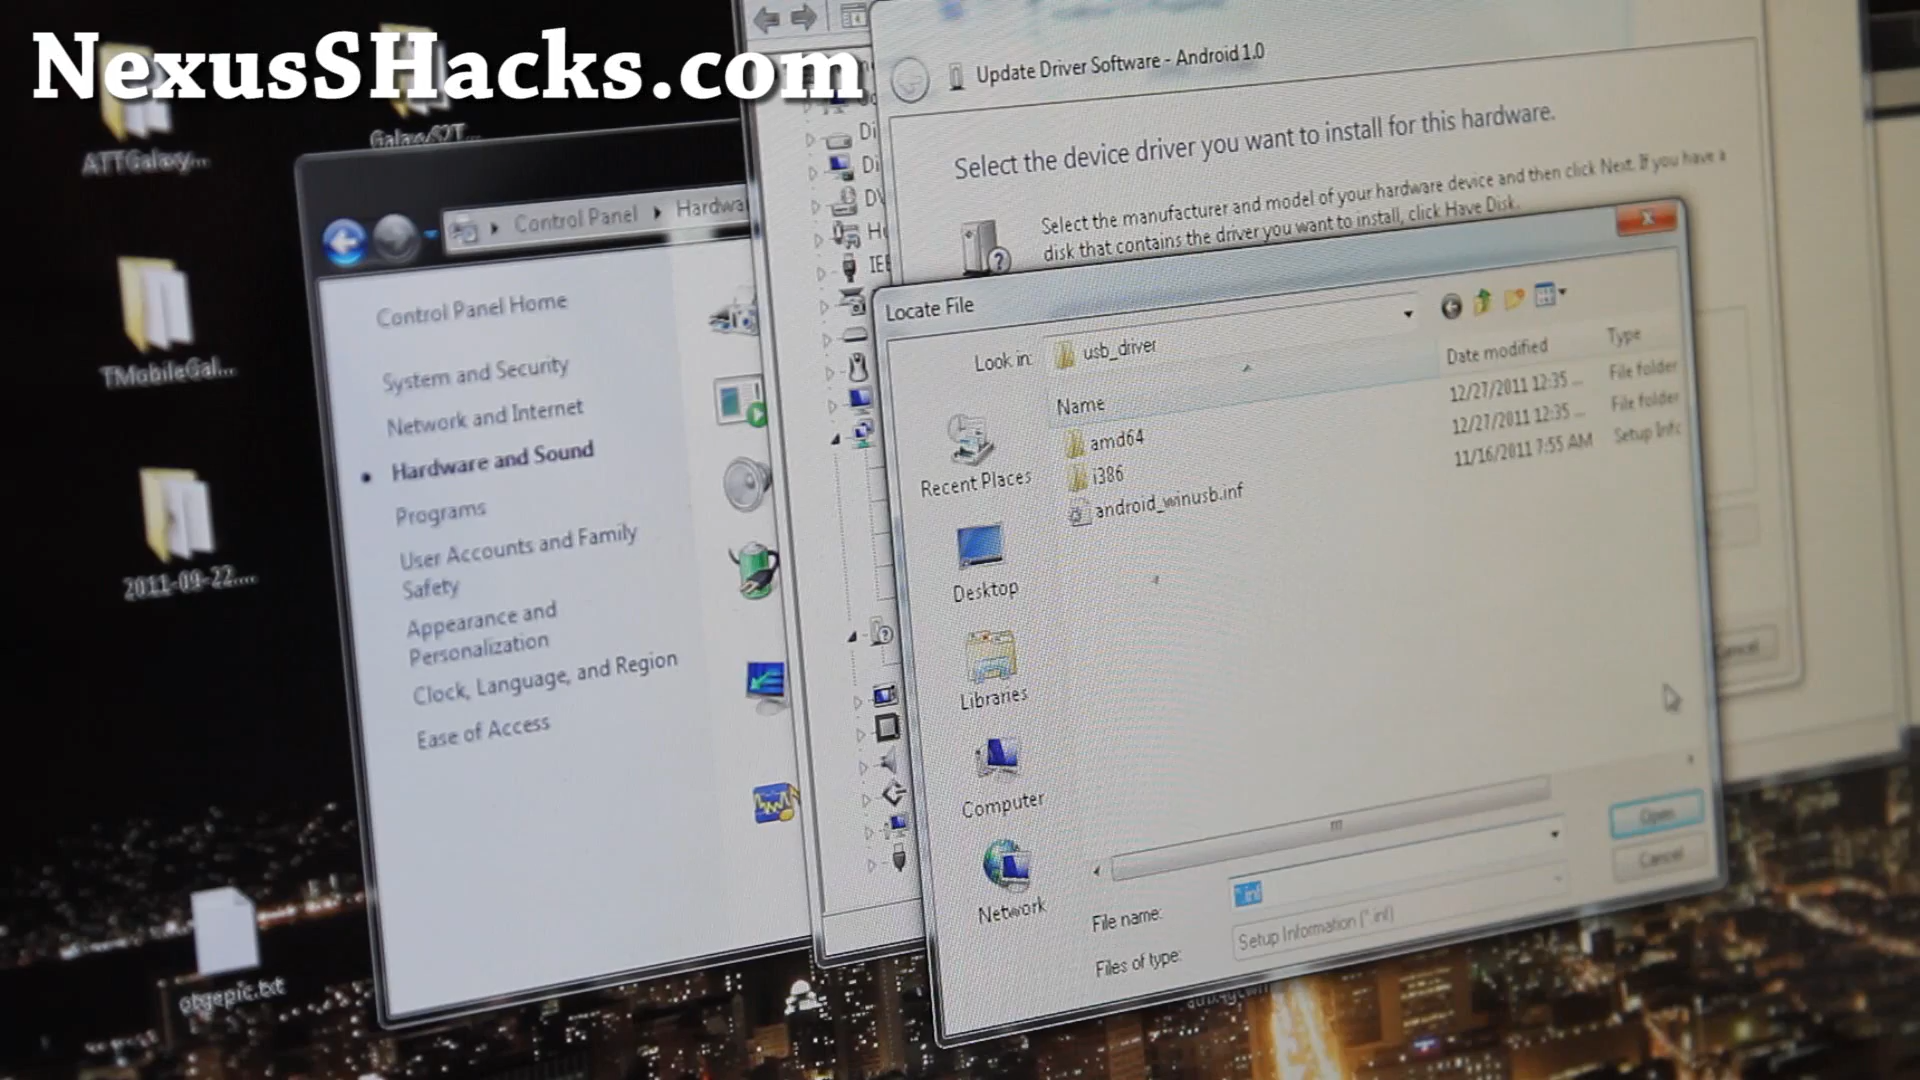 NexusSHacks.com
ATTGalaxy...
GalaxyS2T...
TMobileGal...
2011-09-22....
otgepic.txt
Control Panel
Hardwa
Control Panel Home
System and Security
Network and Internet
Hardware and Sound
Programs
User Accounts and Family
Safety
Appearance and
Personalization
Clock, Language, and Region
Ease of Access
Di
Di
DV
H
IEE
Update Driver Software - Android 1.0
Select the device driver you want to install for this hardware.
Select the manufacturer and model of your hardware device and then click Next. If you have a
disk that contains the driver you want to install, click Have Disk.
Locate File
Look in:
usb_driver
Name
Date modified
Type
amd64
12/27/2011 12:35 ...
File folder
i386
12/27/2011 12:35 ...
File folder
android_winusb.inf
11/16/2011 7:55 AM
Setup Info
Recent Places
Desktop
Libraries
Computer
Network
File name:
*.inf
Files of type:
Setup Information (*.inf)
Open
Cancel